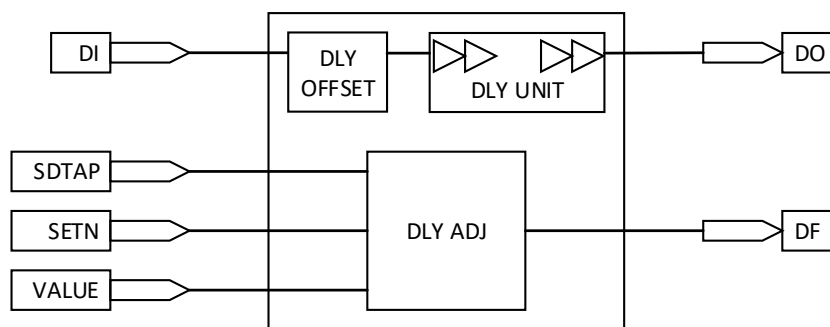 DI
DLY
OFFSET
DLY UNIT
DO
SDTAP
SETN
DLY ADJ
DF
VALUE